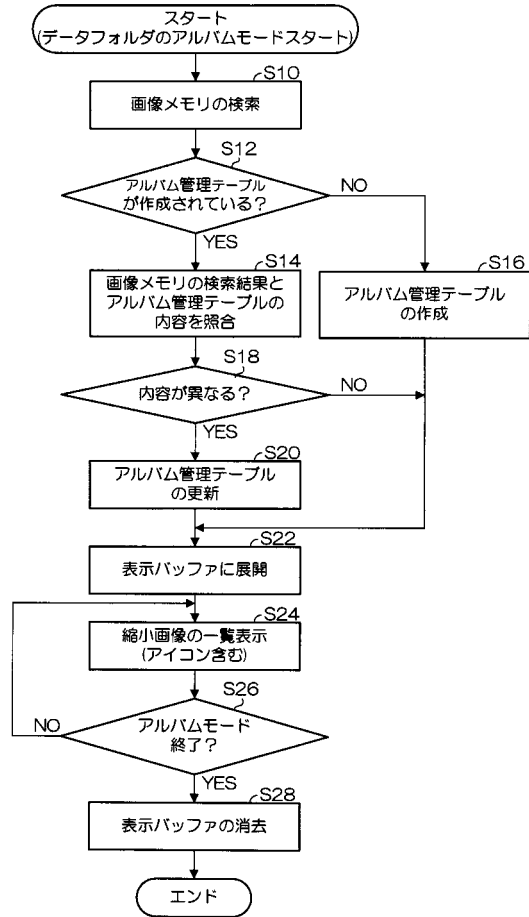 スタート
(データフォルダのアルバムモードスタート)
S10
画像メモリの検索
S12
アルバム管理テーブル
が作成されている？
NO
YES
S14
画像メモリの検索結果と
アルバム管理テーブルの
内容を照合
S16
アルバム管理テーブル
の作成
S18
内容が異なる？
NO
YES
S20
アルバム管理テーブル
の更新
S22
表示バッファに展開
S24
縮小画像の一覧表示
(アイコン含む)
S26
アルバムモード
終了？
NO
YES
S28
表示バッファの消去
エンド